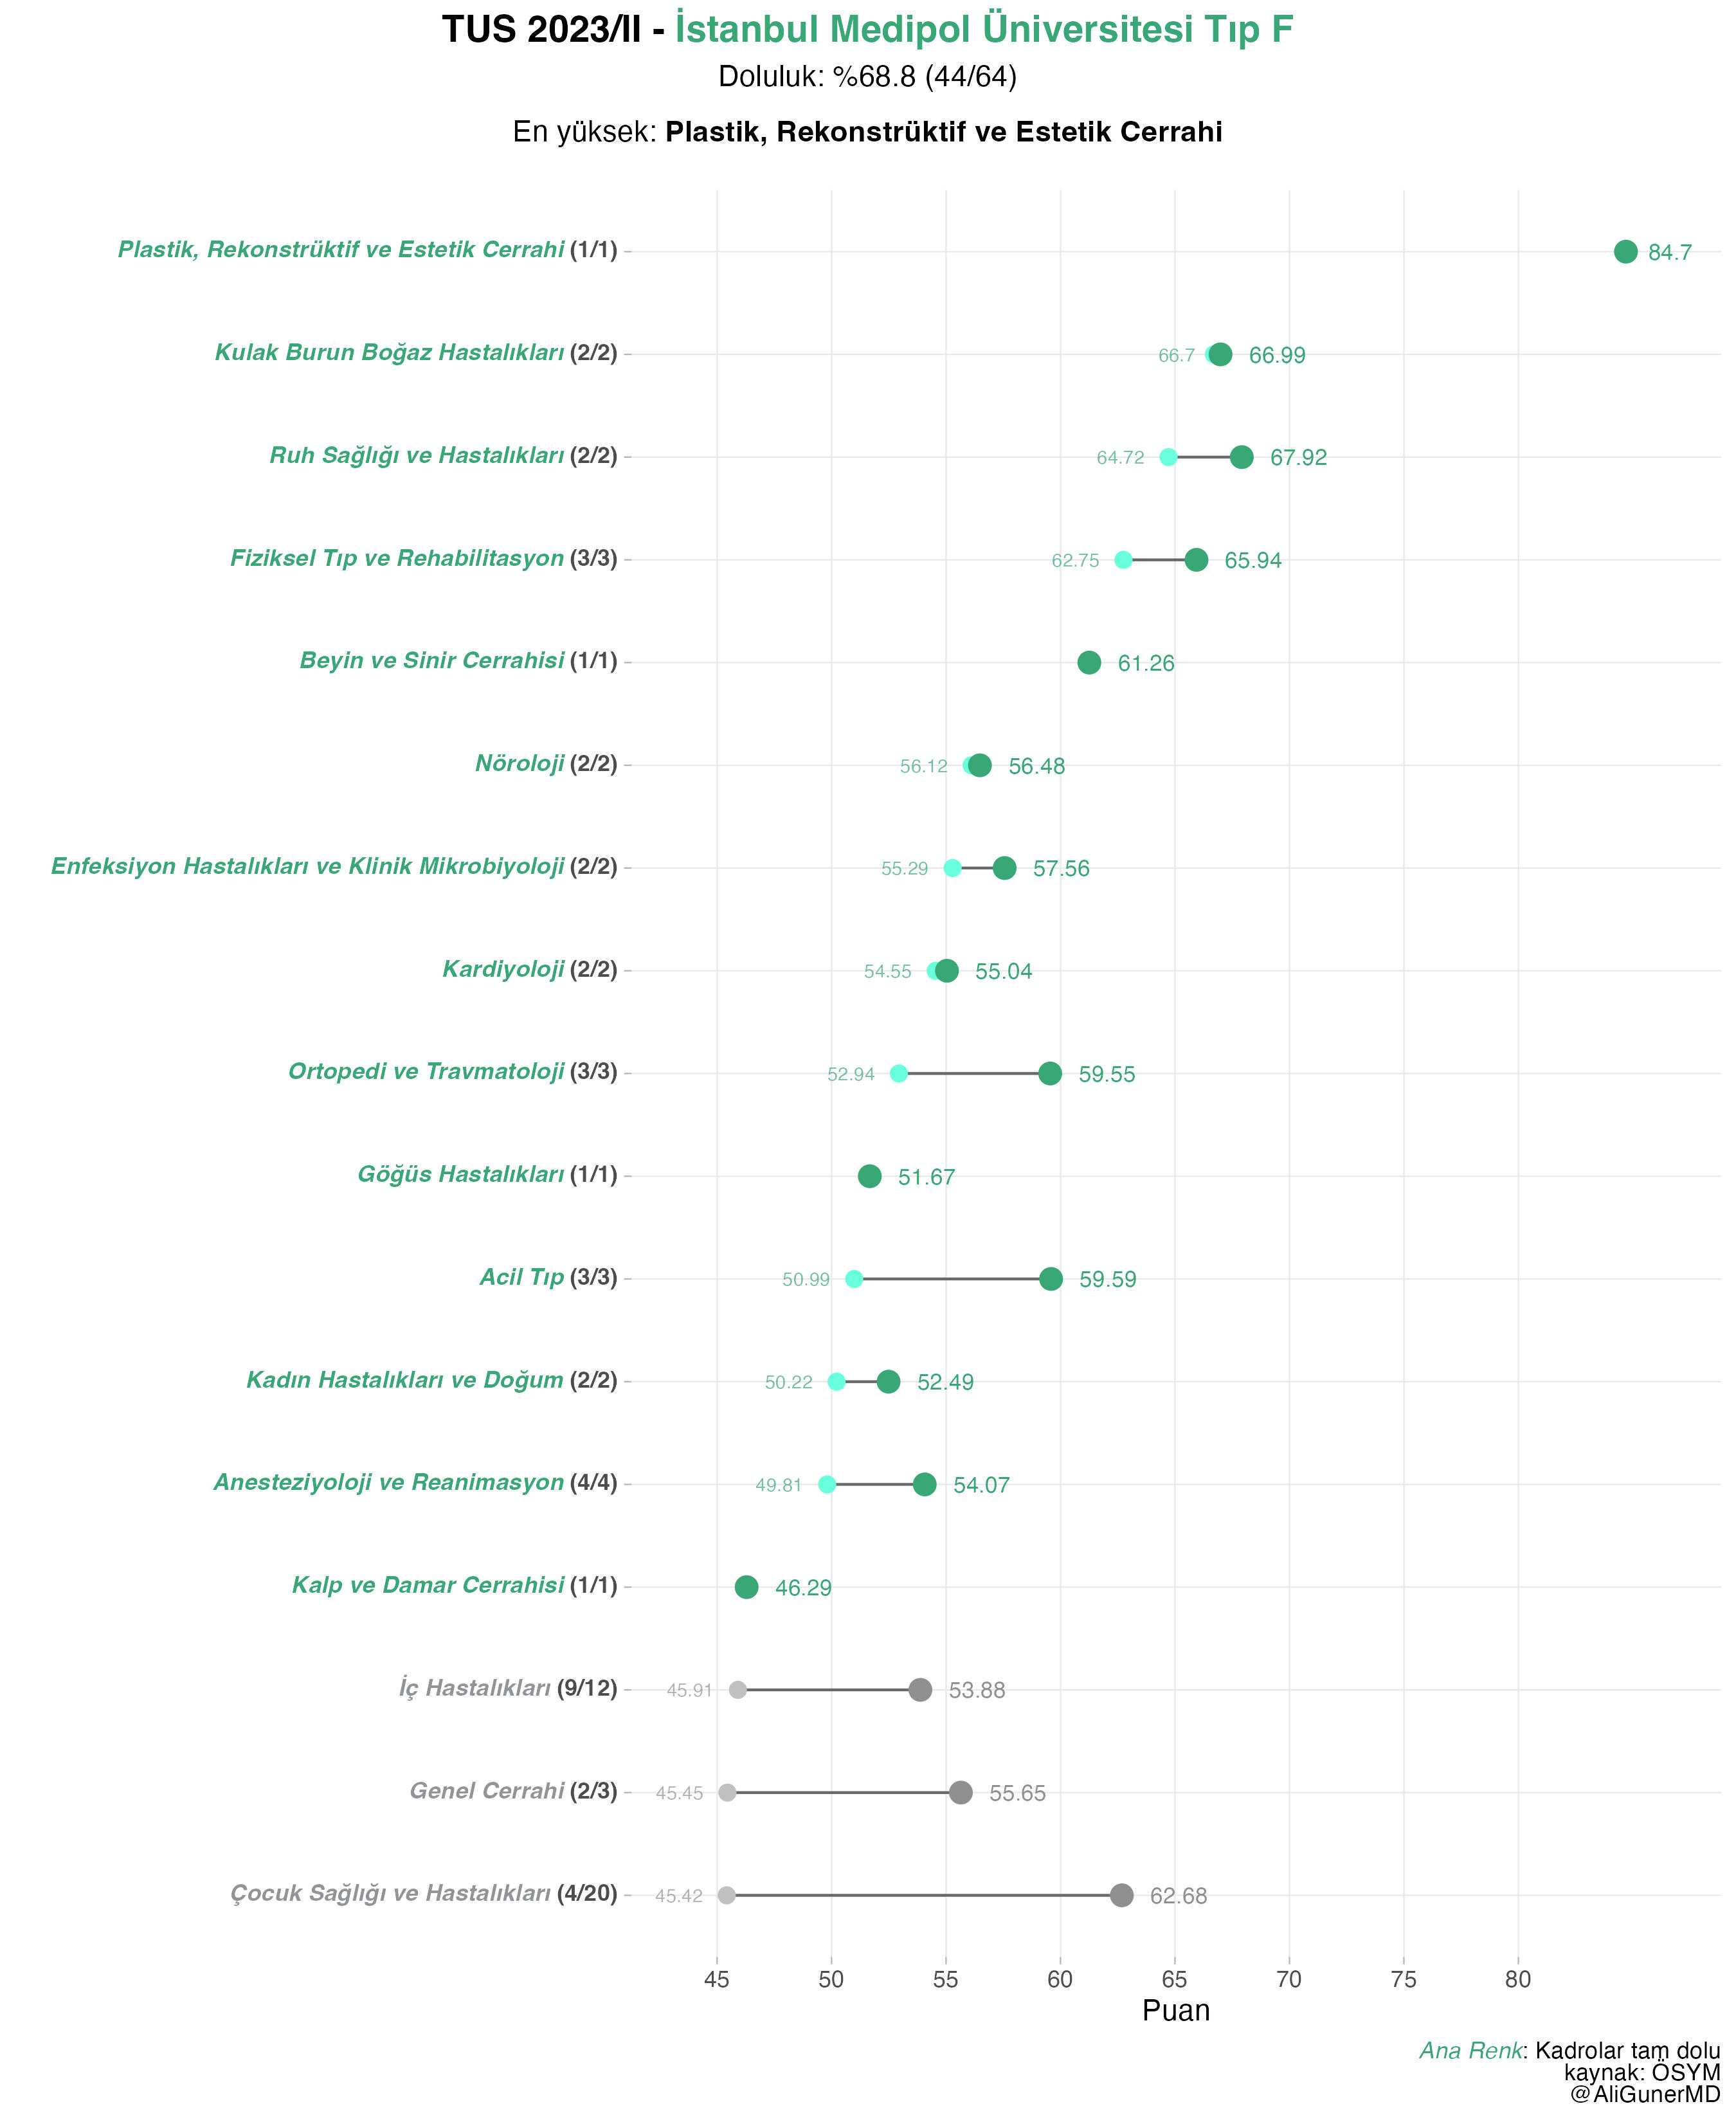 TUS 2023/II - İstanbul Medipol Üniversitesi Tıp F
Doluluk: %68.8 (44/64)
En yüksek: Plastik, Rekonstrüktif ve Estetik Cerrahi
Plastik, Rekonstrüktif ve Estetik Cerrahi (1/1) 84.7
Kulak Burun Boğaz Hastalıkları (2/2) 66.7 66.99
Ruh Sağlığı ve Hastalıkları (2/2) 64.72 67.92
Fiziksel Tıp ve Rehabilitasyon (3/3) 62.75 65.94
Beyin ve Sinir Cerrahisi (1/1) 61.26
Nöroloji (2/2) 56.12 56.48
Enfeksiyon Hastalıkları ve Klinik Mikrobiyoloji (2/2) 55.29 57.56
Kardiyoloji (2/2) 54.55 55.04
Ortopedi ve Travmatoloji (3/3) 52.94 59.55
Göğüs Hastalıkları (1/1) 51.67
Acil Tıp (3/3) 50.99 59.59
Kadın Hastalıkları ve Doğum (2/2) 50.22 52.49
Anesteziyoloji ve Reanimasyon (4/4) 49.81 54.07
Kalp ve Damar Cerrahisi (1/1) 46.29
İç Hastalıkları (9/12) 45.91 53.88
Genel Cerrahi (2/3) 45.45 55.65
Çocuk Sağlığı ve Hastalıkları (4/20) 45.42 62.68
45 50 55 60 65 70 75 80
Puan
Ana Renk: Kadrolar tam dolu
kaynak: ÖSYM
@AliGunerMD